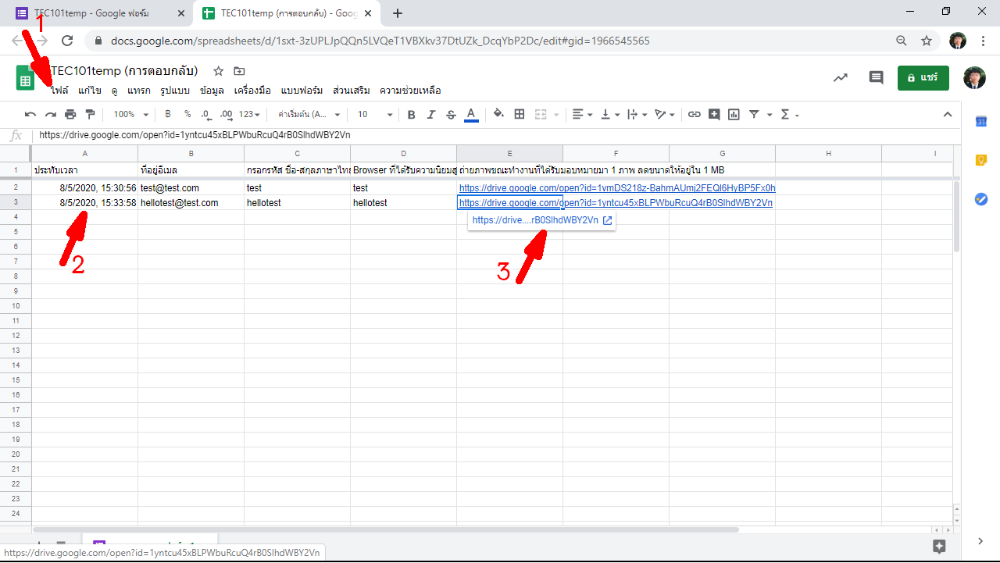 TEC101temp - Google ฟอร์ม
TEC101temp (การตอบกลับ) - Goog
1
docs.google.com/spreadsheets/d/1sxt-3zUPLJpQQn5LVQeT1VBXkv37DtUZk_DcqYbP2Dc/edit#gid=1966545565
TEC101temp (การตอบกลับ)
ไฟล์ แก้ไข ดู แทรก รูปแบบ ข้อมูล เครื่องมือ แบบฟอร์ม ส่วนเสริม ความช่วยเหลือ
แชร์
100% B % .0 .00 123 ค่าเริ่มต้น (A... 10 B I S A Σ
31
fx https://drive.google.com/open?id=1yntcu45xBLPWbuRcuQ4rB0SlhdWBY2Vn
A B C D E F G H I
1 ประทับเวลา ที่อยู่อีเมล กรอกรหัส ชื่อ-สกุลภาษาไทย Browser ที่ได้รับความนิยมสู ถ่ายภาพขณะทำงานที่ได้รับมอบหมายมา 1 ภาพ ลดขนาดให้อยู่ใน 1 MB
2 8/5/2020, 15:30:56 test@test.com test test https://drive.google.com/open?id=1vmDS218z-BahmAUmj2FEQl6HyBP5Fx0h
3 8/5/2020, 15:33:58 hellotest@test.com hellotest hellotest https://drive.google.com/open?id=1yntcu45xBLPWbuRcuQ4rB0SlhdWBY2Vn
4
https://drive....rB0SlhdWBY2Vn
5
6
7
2
3
8
9
10
11
12
13
14
15
16
17
18
19
20
21
22
23
24
https://drive.google.com/open?id=1yntcu45xBLPWbuRcuQ4rB0SlhdWBY2Vn